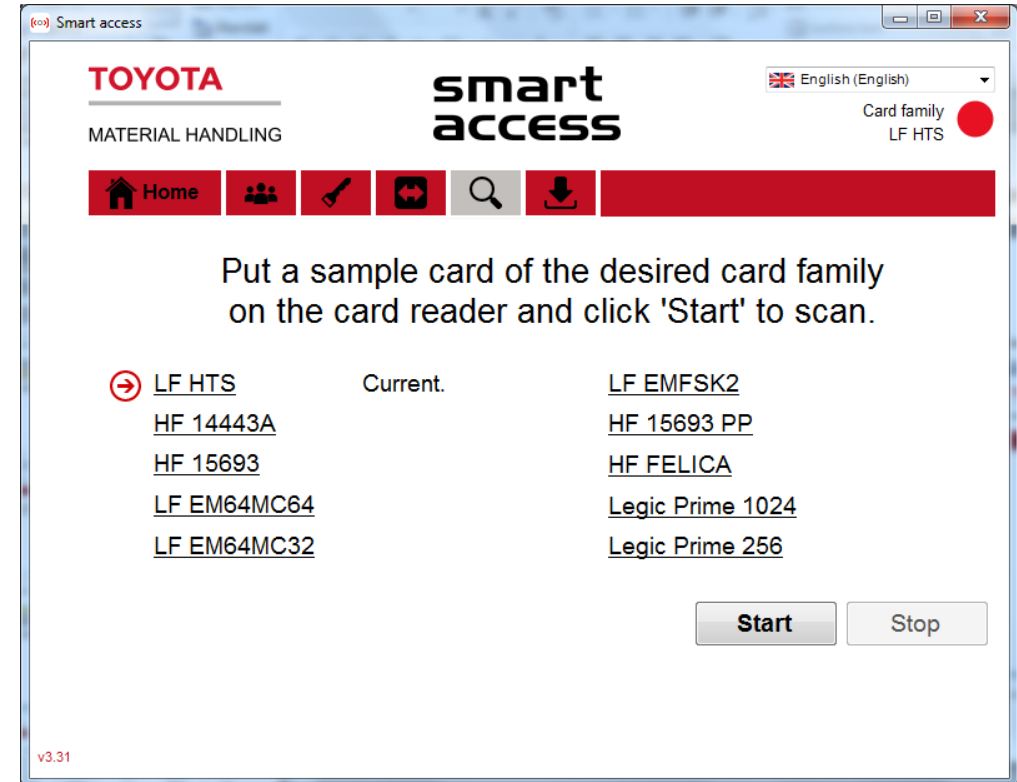 Smart access
TOYOTA
MATERIAL HANDLING
smart
access
English (English)
Card family
LF HTS
Home
Put a sample card of the desired card family
on the card reader and click 'Start' to scan.
LF HTS Current. LF EMFSK2
HF 14443A HF 15693 PP
HF 15693 HF FELICA
LF EM64MC64 Legic Prime 1024
LF EM64MC32 Legic Prime 256
Start Stop
v3.31